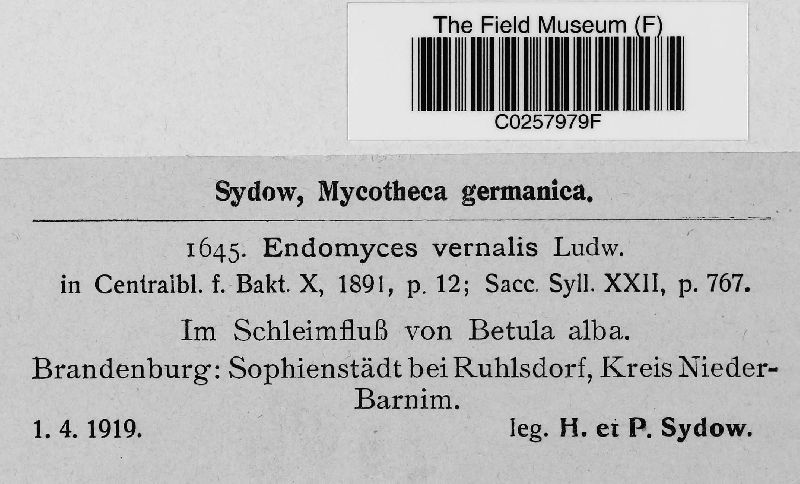 The Field Museum (F)
C0257979F
Sydow, Mycotheca germanica.
1645. Endomyces vernalis Ludw.
in Centralbl. f. Bakt. X, 1891, p. 12; Sacc. Syll. XXII, p. 767.
Im Schleimfluß von Betula alba.
Brandenburg: Sophienstädt bei Ruhlsdorf, Kreis Nieder-
Barnim.
1. 4. 1919. leg. H. et P. Sydow.